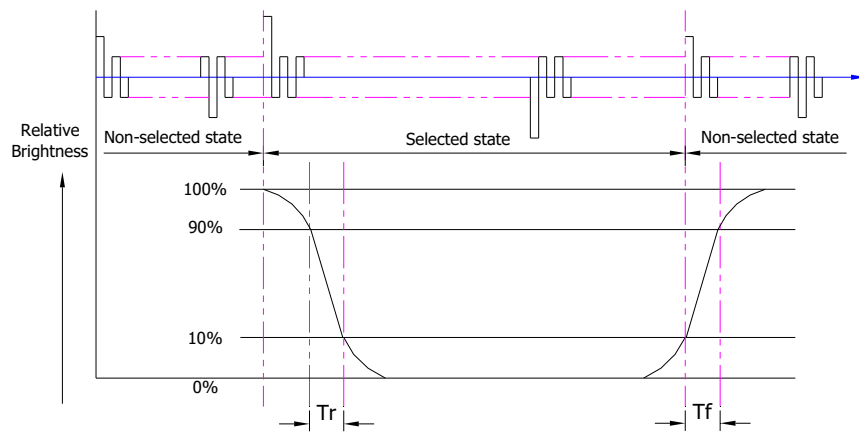 Relative
Brightness
Non-selected state
Selected state
Non-selected state
100%
90%
10%
0%
Tr
Tf